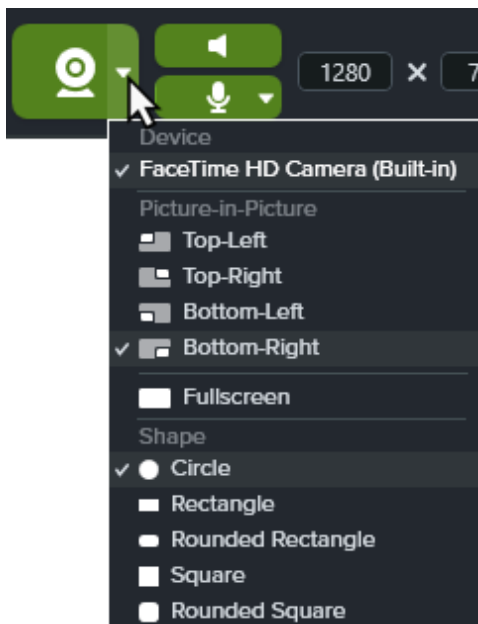 1280 × 7
Device
FaceTime HD Camera (Built-in)
Picture-in-Picture
Top-Left
Top-Right
Bottom-Left
Bottom-Right
Fullscreen
Shape
Circle
Rectangle
Rounded Rectangle
Square
Rounded Square